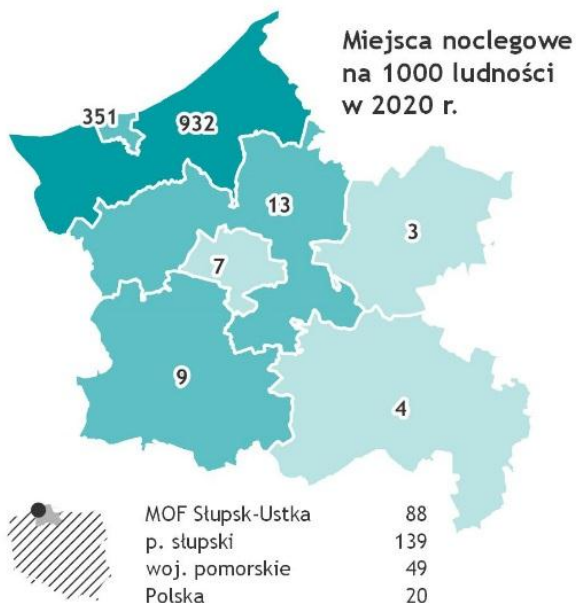 Miejsca noclegowe
na 1000 ludności
w 2020 r.
351
932
13
3
7
9
4
MOF Słupsk-Ustka 88
p. słupski 139
woj. pomorskie 49
Polska 20